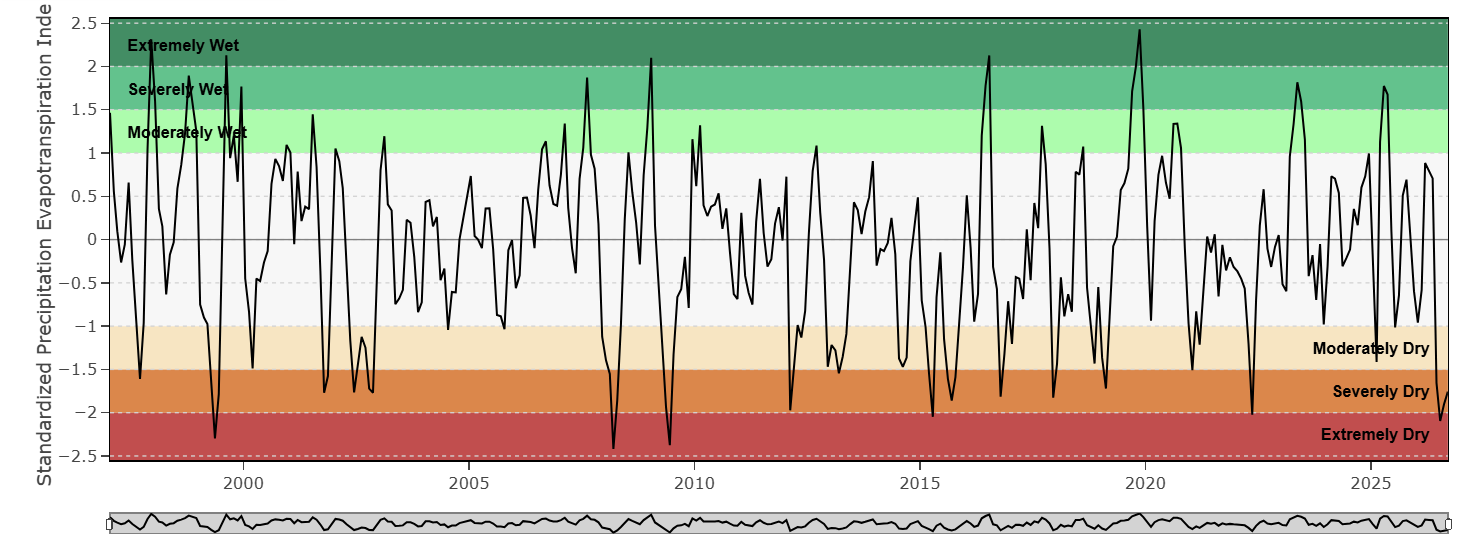 Standardized Precipitation Evapotranspiration Inde
2.5
2
1.5
1
0.5
0
−0.5
−1
−1.5
−2
−2.5
Extremely Wet
Severely Wet
Moderately Wet
Moderately Dry
Severely Dry
Extremely Dry
2000
2005
2010
2015
2020
2025